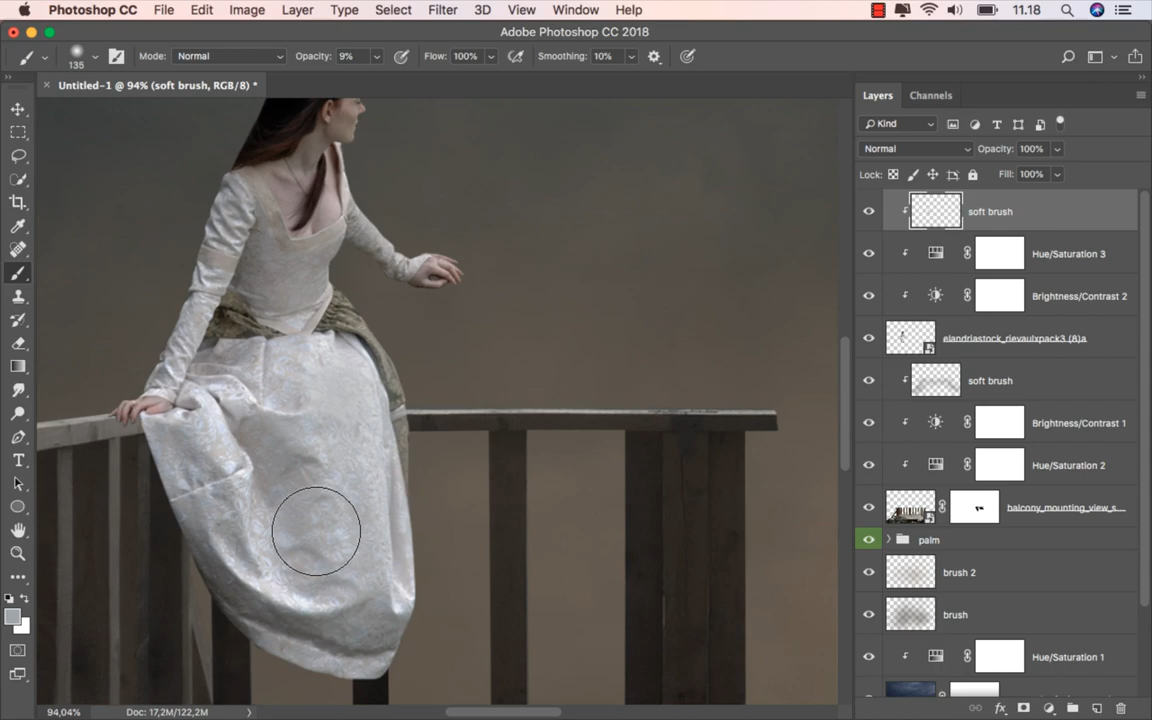 Photoshop CC File Edit Image Layer Type Select Filter 3D View Window Help 11.18
Adobe Photoshop CC 2018
135 Mode: Normal Opacity: 9% Flow: 100% Smoothing: 10%
Untitled-1 @ 94% (soft brush, RGB/8) *
Layers Channels
Kind
Normal Opacity: 100%
Lock: Fill: 100%
soft brush
Hue/Saturation 3
Brightness/Contrast 2
elandriastock_rievaulxpack3 (8)a
soft brush
Brightness/Contrast 1
Hue/Saturation 2
balcony_mounting_view_s...
palm
brush 2
brush
Hue/Saturation 1
94,04% Doc: 17,2M/122,2M